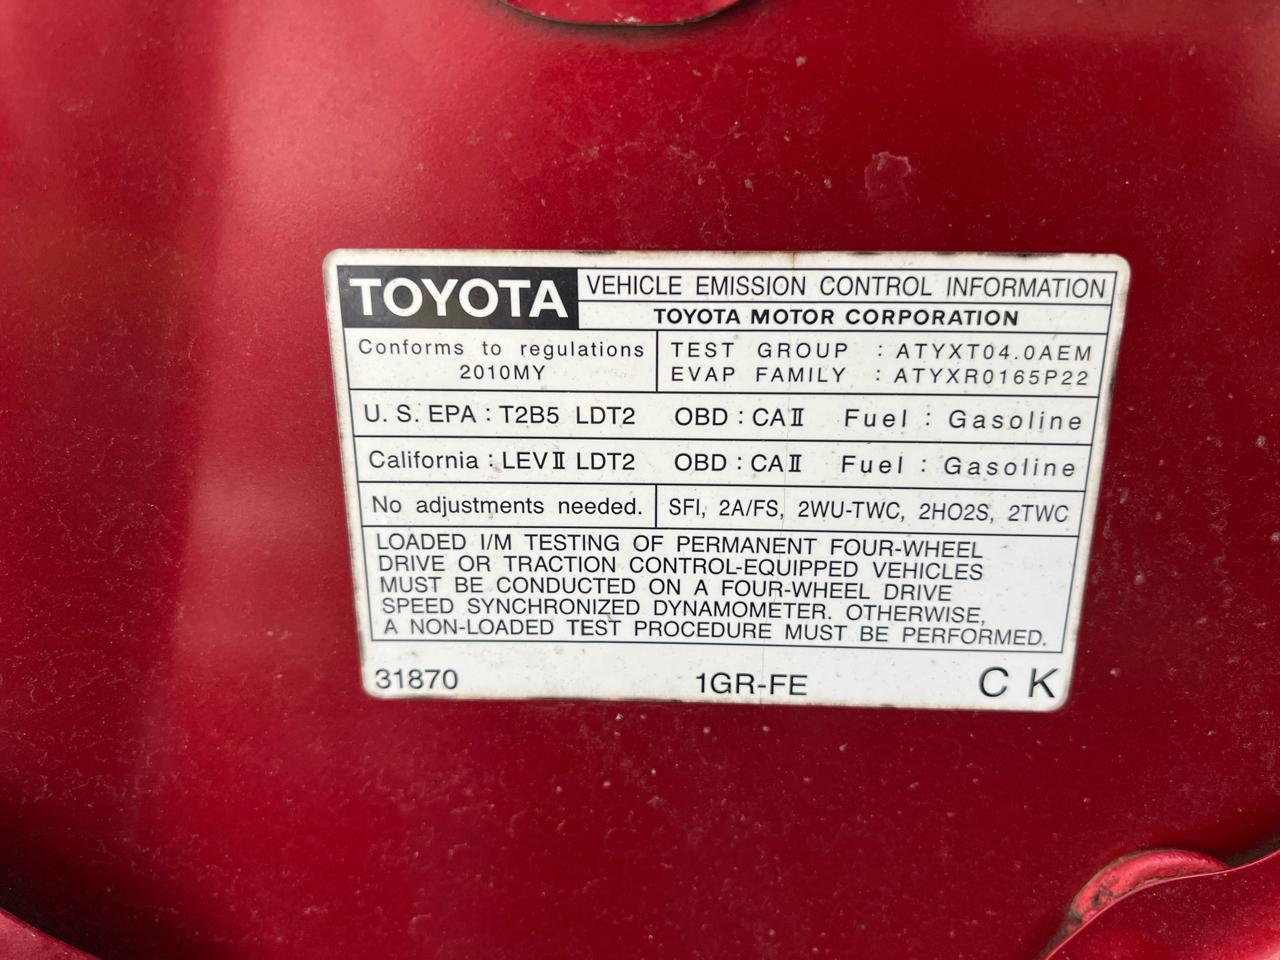 TOYOTA VEHICLE EMISSION CONTROL INFORMATION
TOYOTA MOTOR CORPORATION
Conforms to regulations
2010MY
TEST GROUP : ATYXT04.0AEM
EVAP FAMILY : ATYXR0165P22
U. S. EPA : T2B5 LDT2 OBD : CAⅡ Fuel : Gasoline
California : LEVⅡ LDT2 OBD : CAⅡ Fuel : Gasoline
No adjustments needed. SFI, 2A/FS, 2WU-TWC, 2HO2S, 2TWC
LOADED I/M TESTING OF PERMANENT FOUR-WHEEL
DRIVE OR TRACTION CONTROL-EQUIPPED VEHICLES
MUST BE CONDUCTED ON A FOUR-WHEEL DRIVE
SPEED SYNCHRONIZED DYNAMOMETER. OTHERWISE,
A NON-LOADED TEST PROCEDURE MUST BE PERFORMED.
31870 1GR-FE C K